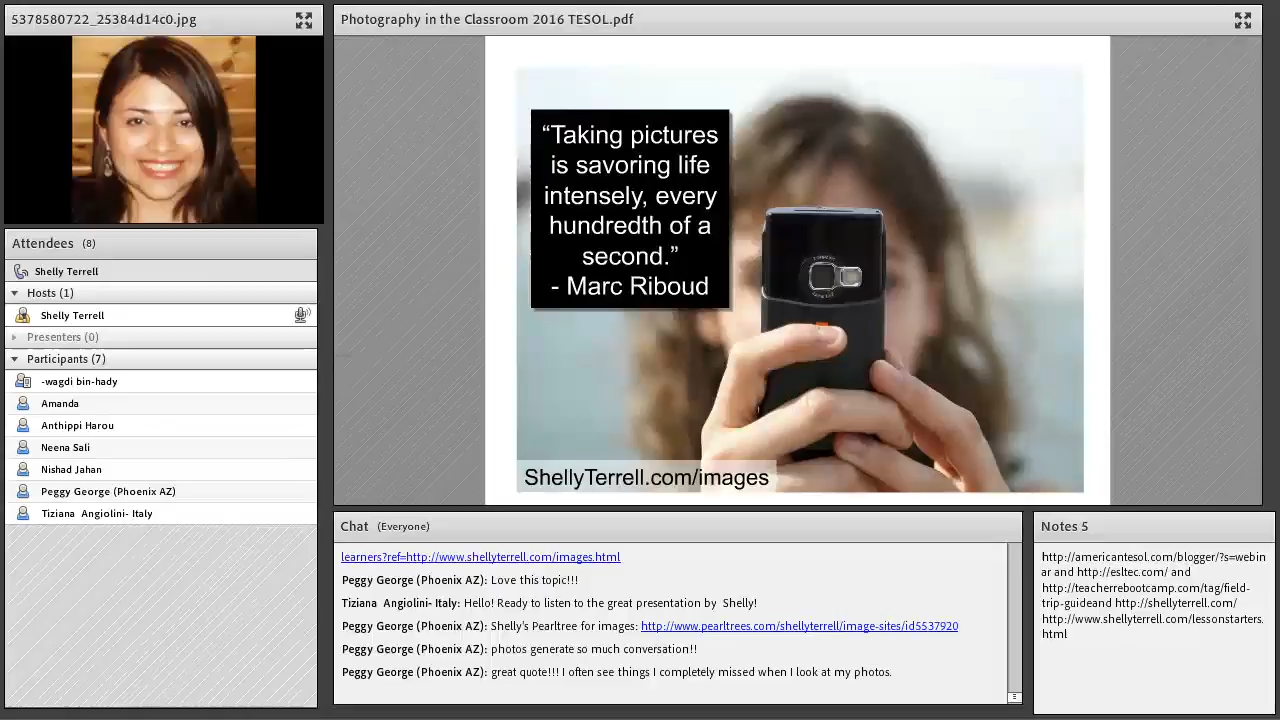 5378580722_25384d14c0.jpg
Attendees (8)
Shelly Terrell
Hosts (1)
Shelly Terrell
Presenters (0)
Participants (7)
-wagdi bin-hady
Amanda
Anthippi Harou
Neena Sali
Nishad Jahan
Peggy George (Phoenix AZ)
Tiziana  Angiolini- Italy
Photography in the Classroom 2016 TESOL.pdf
“Taking pictures
is savoring life
intensely, every
hundredth of a
second.”
- Marc Riboud
ShellyTerrell.com/images
Chat (Everyone)
learners?ref=http://www.shellyterrell.com/images.html
Peggy George (Phoenix AZ): Love this topic!!!
Tiziana  Angiolini- Italy: Hello! Ready to listen to the great presentation by  Shelly!
Peggy George (Phoenix AZ): Shelly's Pearltree for images: http://www.pearltrees.com/shellyterrell/image-sites/id5537920
Peggy George (Phoenix AZ): photos generate so much conversation!!
Peggy George (Phoenix AZ): great quote!!! I often see things I completely missed when I look at my photos.
Notes 5
http://americantesol.com/blogger/?s=webin
ar and http://esltec.com/ and
http://teacherrebootcamp.com/tag/field-
trip-guideand http://shellyterrell.com/
http://www.shellyterrell.com/lessonstarters.
html